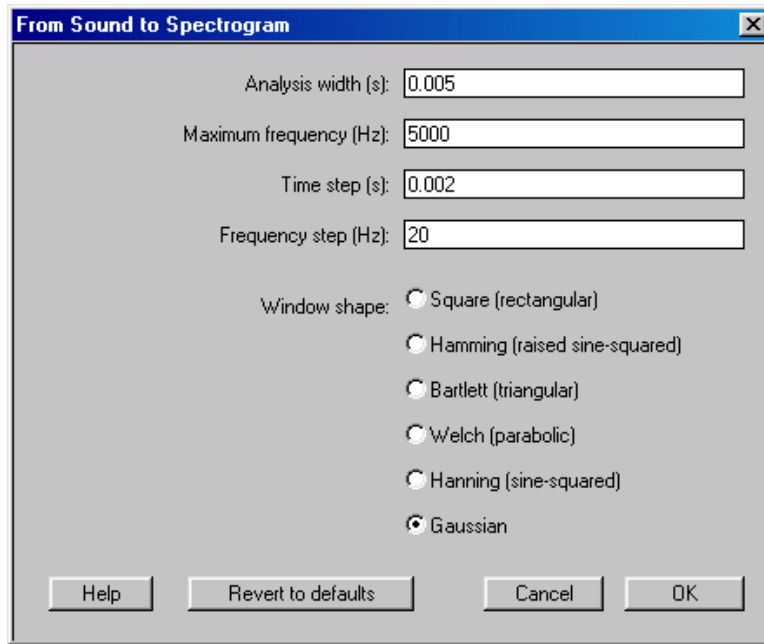 From Sound to Spectrogram
Analysis width (s): 0.005
Maximum frequency (Hz): 5000
Time step (s): 0.002
Frequency step (Hz): 20
Window shape: Square (rectangular)
Hamming (raised sine-squared)
Bartlett (triangular)
Welch (parabolic)
Hanning (sine-squared)
Gaussian
Help Revert to defaults Cancel OK